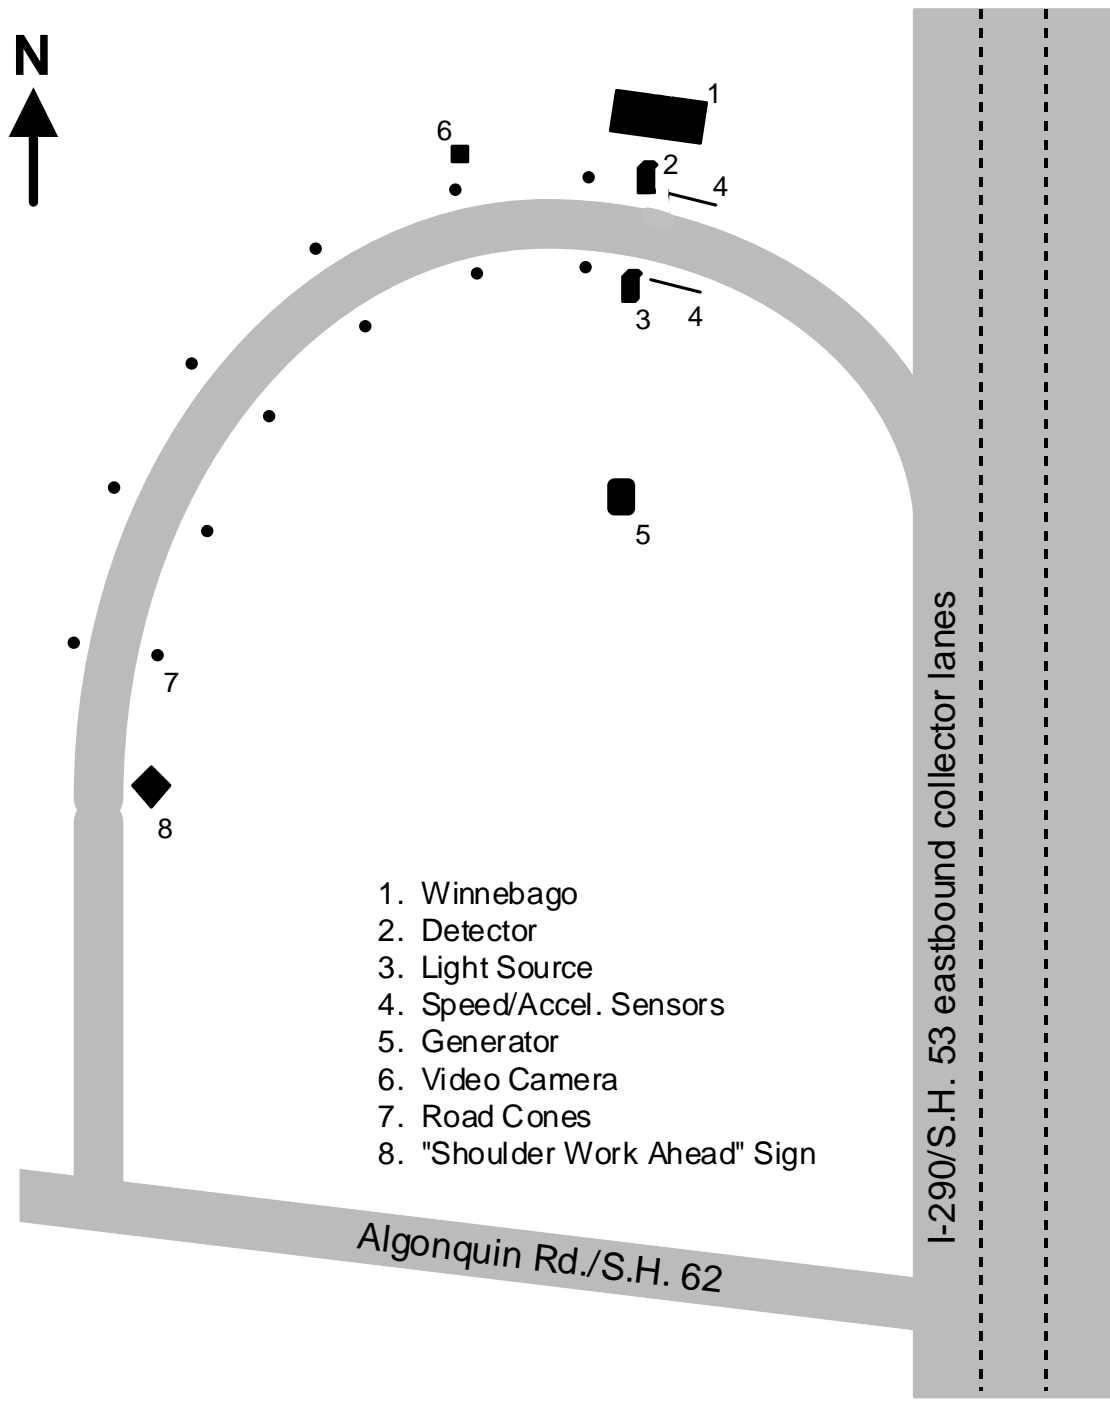 N
1
6
2
4
3
4
5
7
8
1. Winnebago
2. Detector
3. Light Source
4. Speed/Accel. Sensors
5. Generator
6. Video Camera
7. Road Cones
8. "Shoulder Work Ahead" Sign
I-290/S.H. 53 eastbound collector lanes
Algonquin Rd./S.H. 62